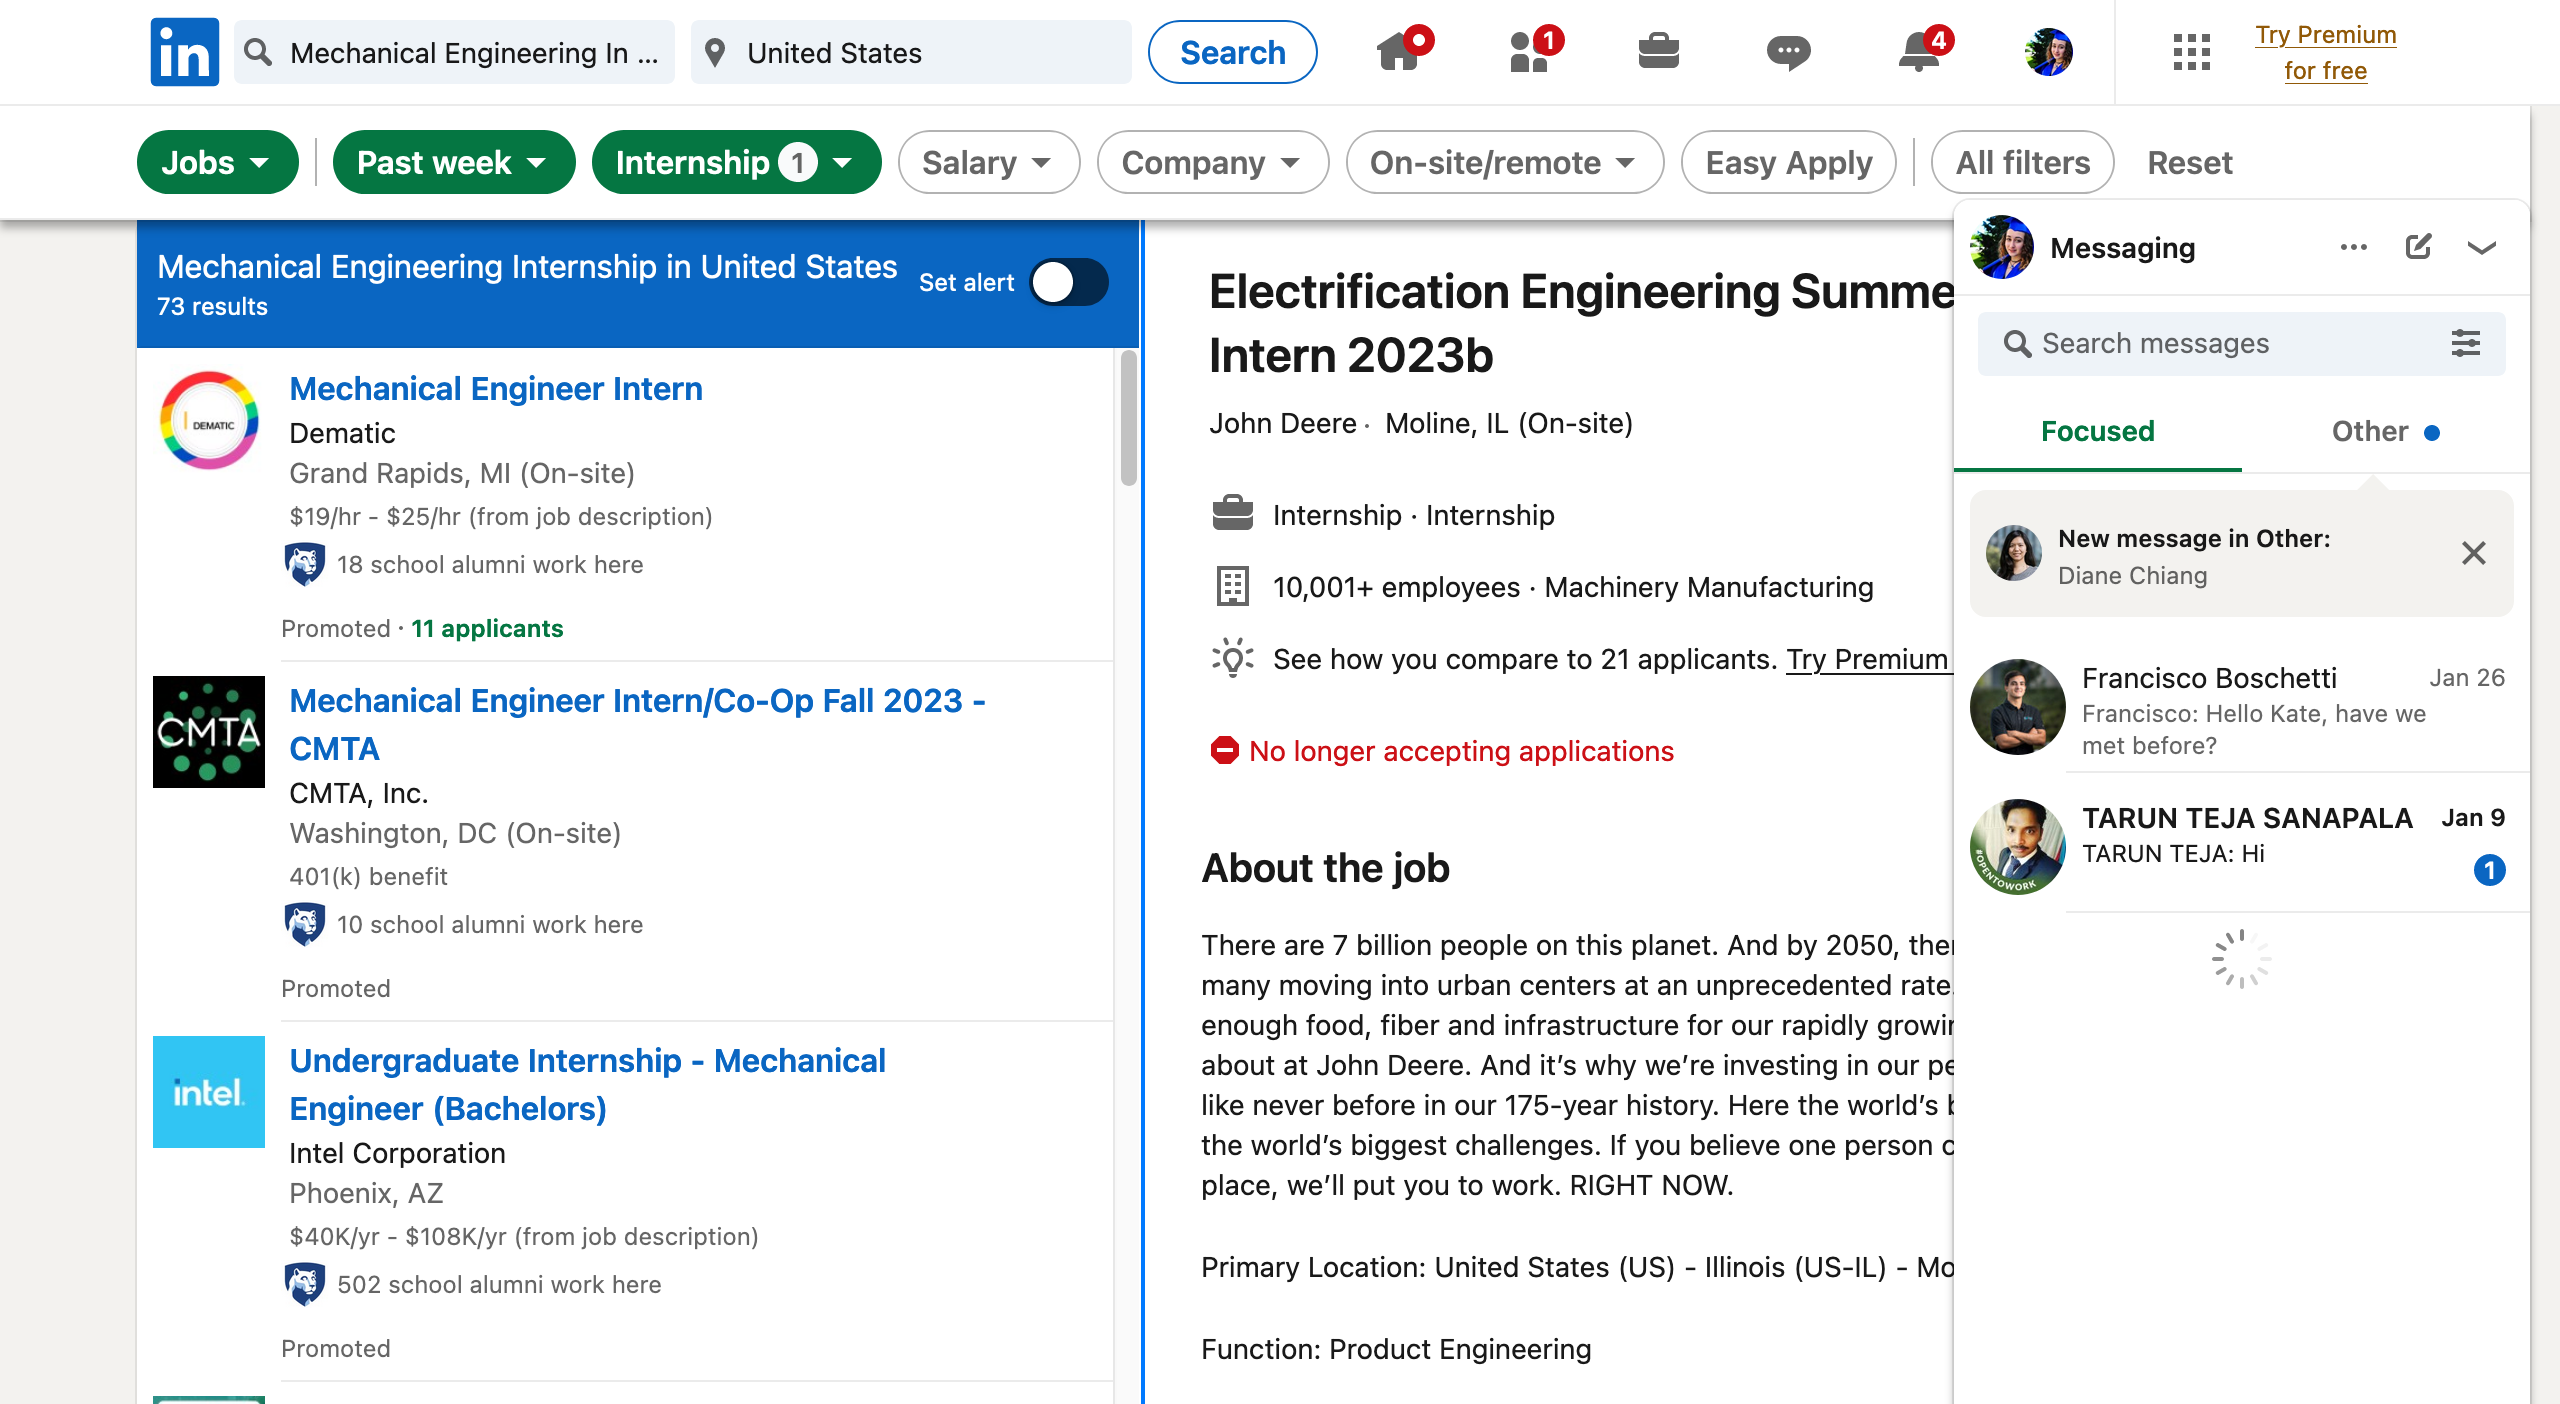 in
Mechanical Engineering In ...
United States
Search
1
4
Try Premium
for free
Jobs
Past week
Internship 1
Salary
Company
On-site/remote
Easy Apply
All filters
Reset
Mechanical Engineering Internship in United States
73 results
Set alert
DEMATIC
Mechanical Engineer Intern
Dematic
Grand Rapids, MI (On-site)
$19/hr - $25/hr (from job description)
18 school alumni work here
Promoted · 11 applicants
CMTA
Mechanical Engineer Intern/Co-Op Fall 2023 -
CMTA
CMTA, Inc.
Washington, DC (On-site)
401(k) benefit
10 school alumni work here
Promoted
intel.
Undergraduate Internship - Mechanical
Engineer (Bachelors)
Intel Corporation
Phoenix, AZ
$40K/yr - $108K/yr (from job description)
502 school alumni work here
Promoted
Electrification Engineering Summe
Intern 2023b
John Deere · Moline, IL (On-site)
Internship · Internship
10,001+ employees · Machinery Manufacturing
See how you compare to 21 applicants. Try Premium
No longer accepting applications
About the job
There are 7 billion people on this planet. And by 2050, ther
many moving into urban centers at an unprecedented rate.
enough food, fiber and infrastructure for our rapidly growin
about at John Deere. And it's why we're investing in our pe
like never before in our 175-year history. Here the world's b
the world's biggest challenges. If you believe one person c
place, we'll put you to work. RIGHT NOW.
Primary Location: United States (US) - Illinois (US-IL) - Mo
Function: Product Engineering
Messaging
Search messages
Focused
Other
New message in Other:
Diane Chiang
Francisco Boschetti
Jan 26
Francisco: Hello Kate, have we
met before?
#OPENTOWORK
TARUN TEJA SANAPALA
Jan 9
TARUN TEJA: Hi
1